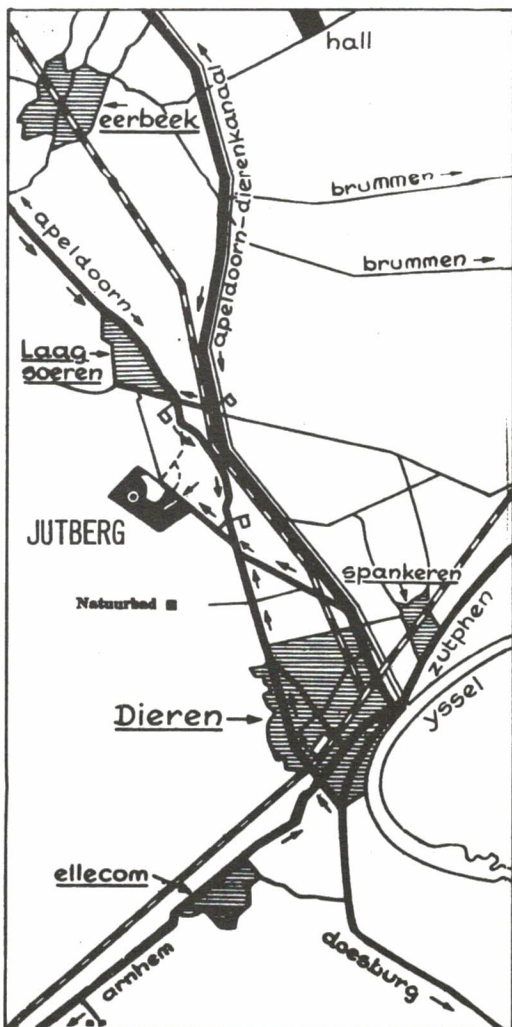 hall
eerbeek
apeldoorn-dierenkanaal
brummen
apeldoorn
brummen
Laag
soeren
JUTBERG
spankeren
Natuurbad
zutphen
yssel
Dieren
ellecom
arnhem
doesburg